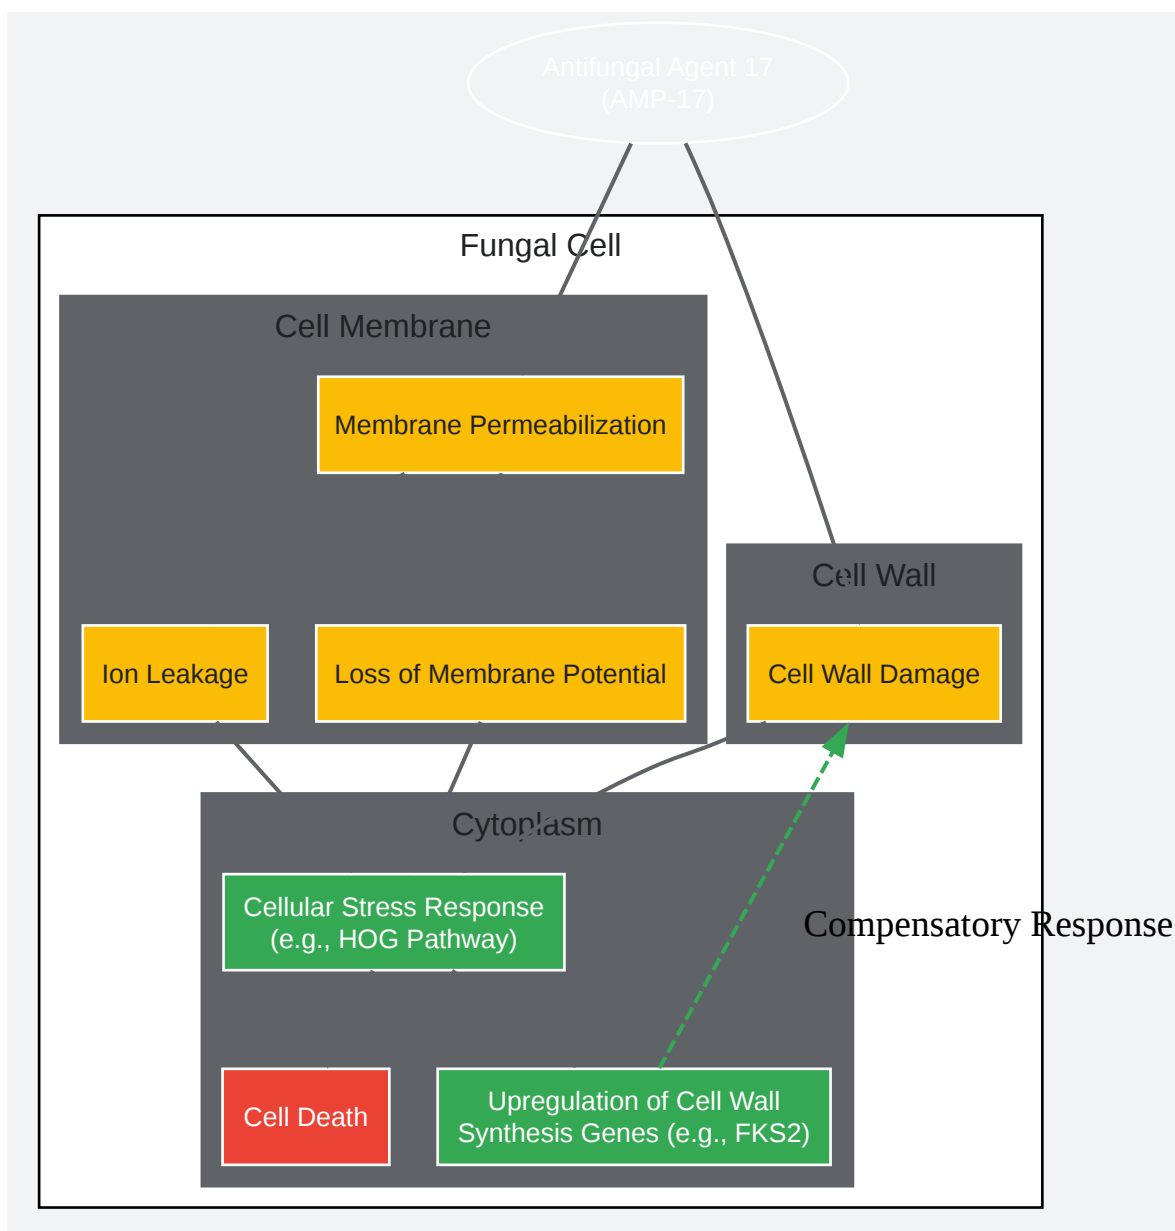 Antifungal Agent 17
(AMP-17)
Fungal Cell
Cell Membrane
Membrane Permeabilization
Cell Wall
Ion Leakage
Loss of Membrane Potential
Cell Wall Damage
Cytoplasm
Cellular Stress Response
(e.g., HOG Pathway)
Compensatory Response
Cell Death
Upregulation of Cell Wall
Synthesis Genes (e.g., FKS2)